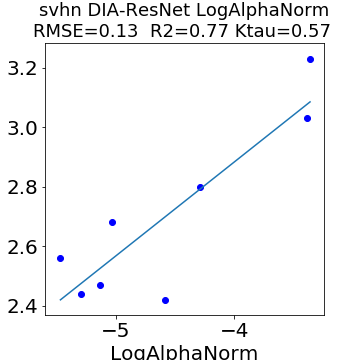 svhn DIA-ResNet LogAlphaNorm
RMSE=0.13 R2=0.77 Ktau=0.57
3.2
3.0
2.8
2.6
2.4
−5
−4
LogAlphaNorm